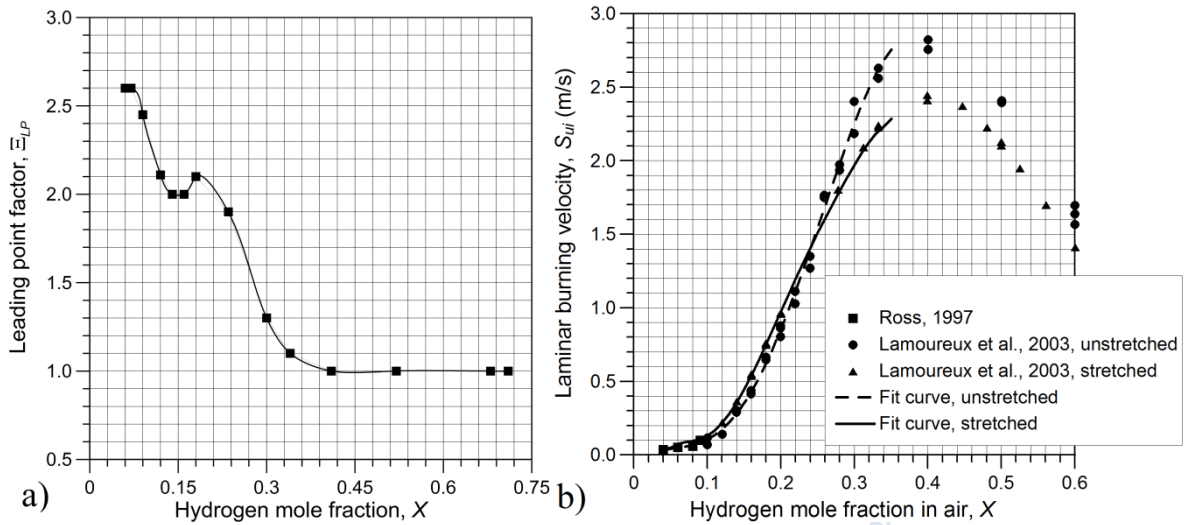 3.0
2.5
2.0
1.5
1.0
0.5
Leading point factor, Ξ_LP
0
0.15
0.3
0.45
0.6
0.75
Hydrogen mole fraction, X
a)
3.0
2.5
2.0
1.5
1.0
0.5
0.0
Laminar burning velocity, S_ui (m/s)
Ross, 1997
Lamoureux et al., 2003, unstretched
Lamoureux et al., 2003, stretched
Fit curve, unstretched
Fit curve, stretched
0.0
0.1
0.2
0.3
0.4
0.5
0.6
Hydrogen mole fraction in air, X
b)